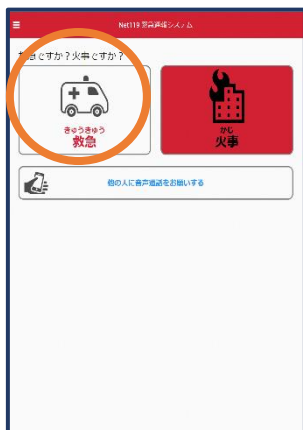 Net119 緊急通報システム
救急ですか？火事ですか？
きゅうきゅう
救急
かじ
火事
他の人に音声通話をお願いする